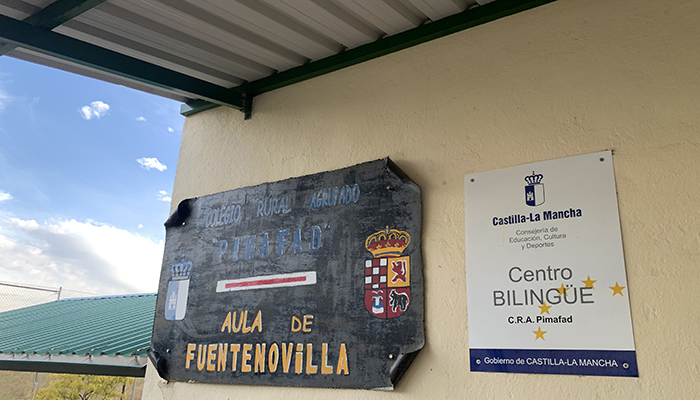 COLEGIO RURAL AGRUPADO
"PIMAFAD"
AULA DE
FUENTENOVILLA
Castilla-La Mancha
Consejería de
Educación, Cultura
y Deportes
Centro
BILINGÜE
C.R.A. Pimafad
Gobierno de CASTILLA-LA MANCHA